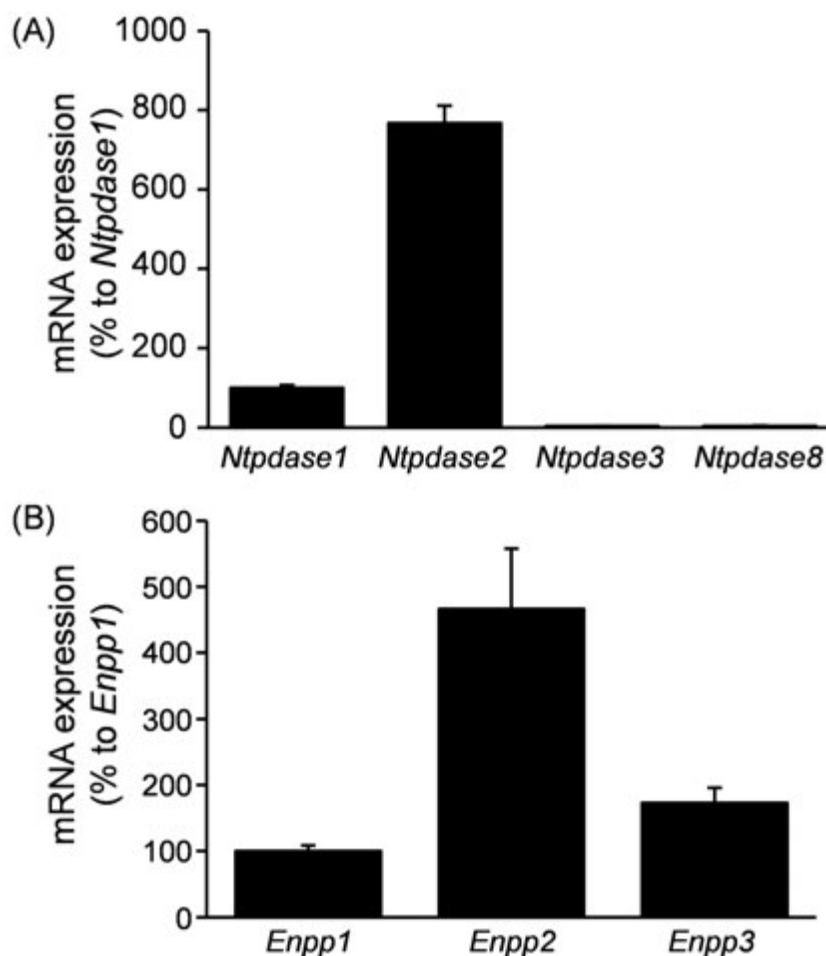 (A)
mRNA expression
(% to Ntpdase1)
1000
800
600
400
200
0
Ntpdase1 Ntpdase2 Ntpdase3 Ntpdase8
(B)
mRNA expression
(% to Enpp1)
600
500
400
300
200
100
0
Enpp1 Enpp2 Enpp3